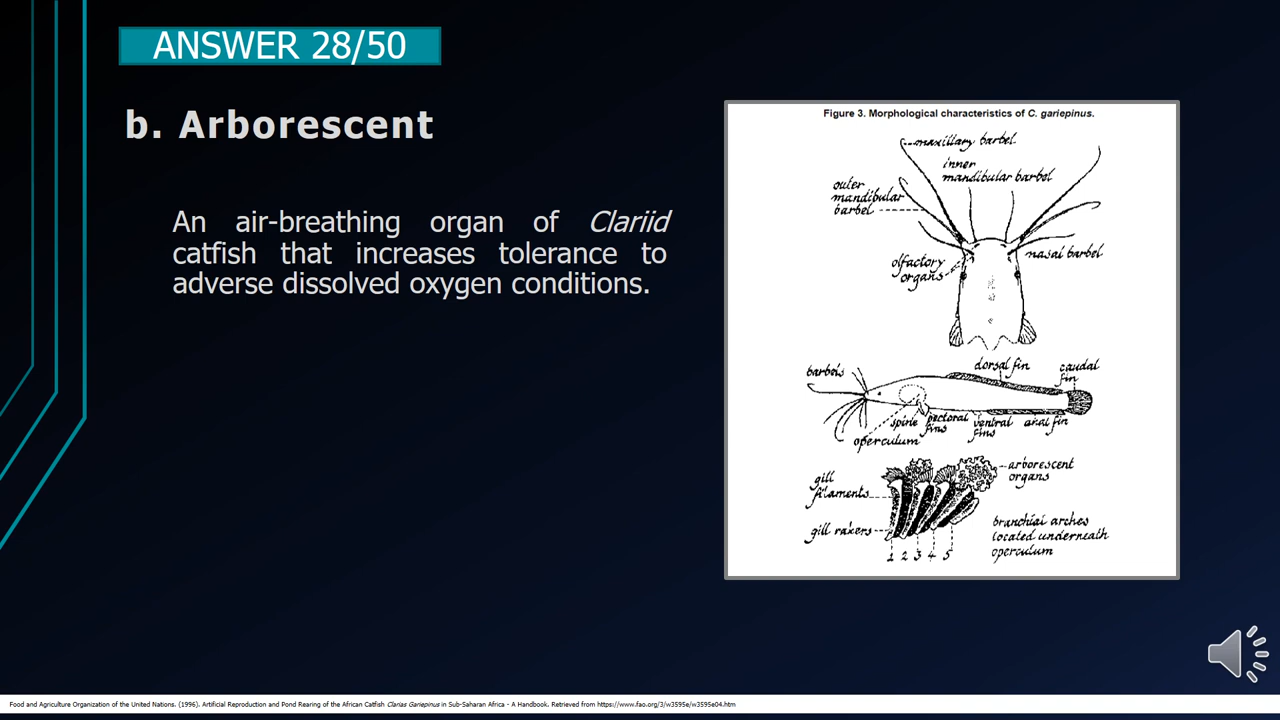 ANSWER 28/50
b. Arborescent
An air-breathing organ of Clariid
catfish that increases tolerance to
adverse dissolved oxygen conditions.
Figure 3. Morphological characteristics of C. gariepinus.
maxillary barbel
inner
mandibular barbel
outer
mandibular
barbel
olfactory
organs
nasal barbel
barbels
dorsal fin
caudal
fin
spine
pectoral
fins
ventral
fins
anal fin
operculum
gill
filaments
arborescent
organs
gill rakers
branchial arches
located underneath
operculum
1 2 3 4 5
Food and Agriculture Organization of the United Nations. (1996). Artificial Reproduction and Pond Rearing of the African Catfish Clarias Gariepinus in Sub-Saharan Africa - A Handbook. Retrieved from https://www.fao.org/3/w3595e/w3595e04.htm